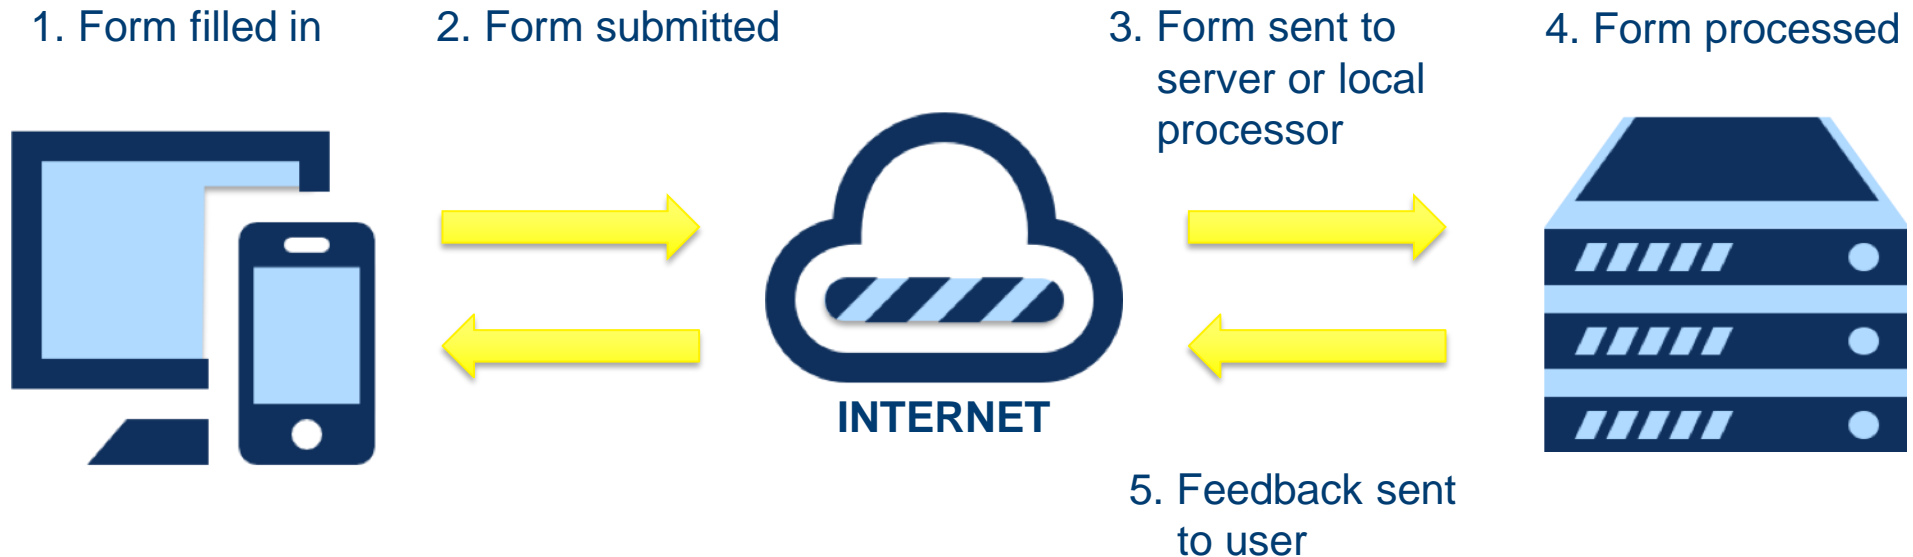 1. Form filled in
2. Form submitted
3. Form sent to
server or local
processor
4. Form processed
INTERNET
5. Feedback sent
to user